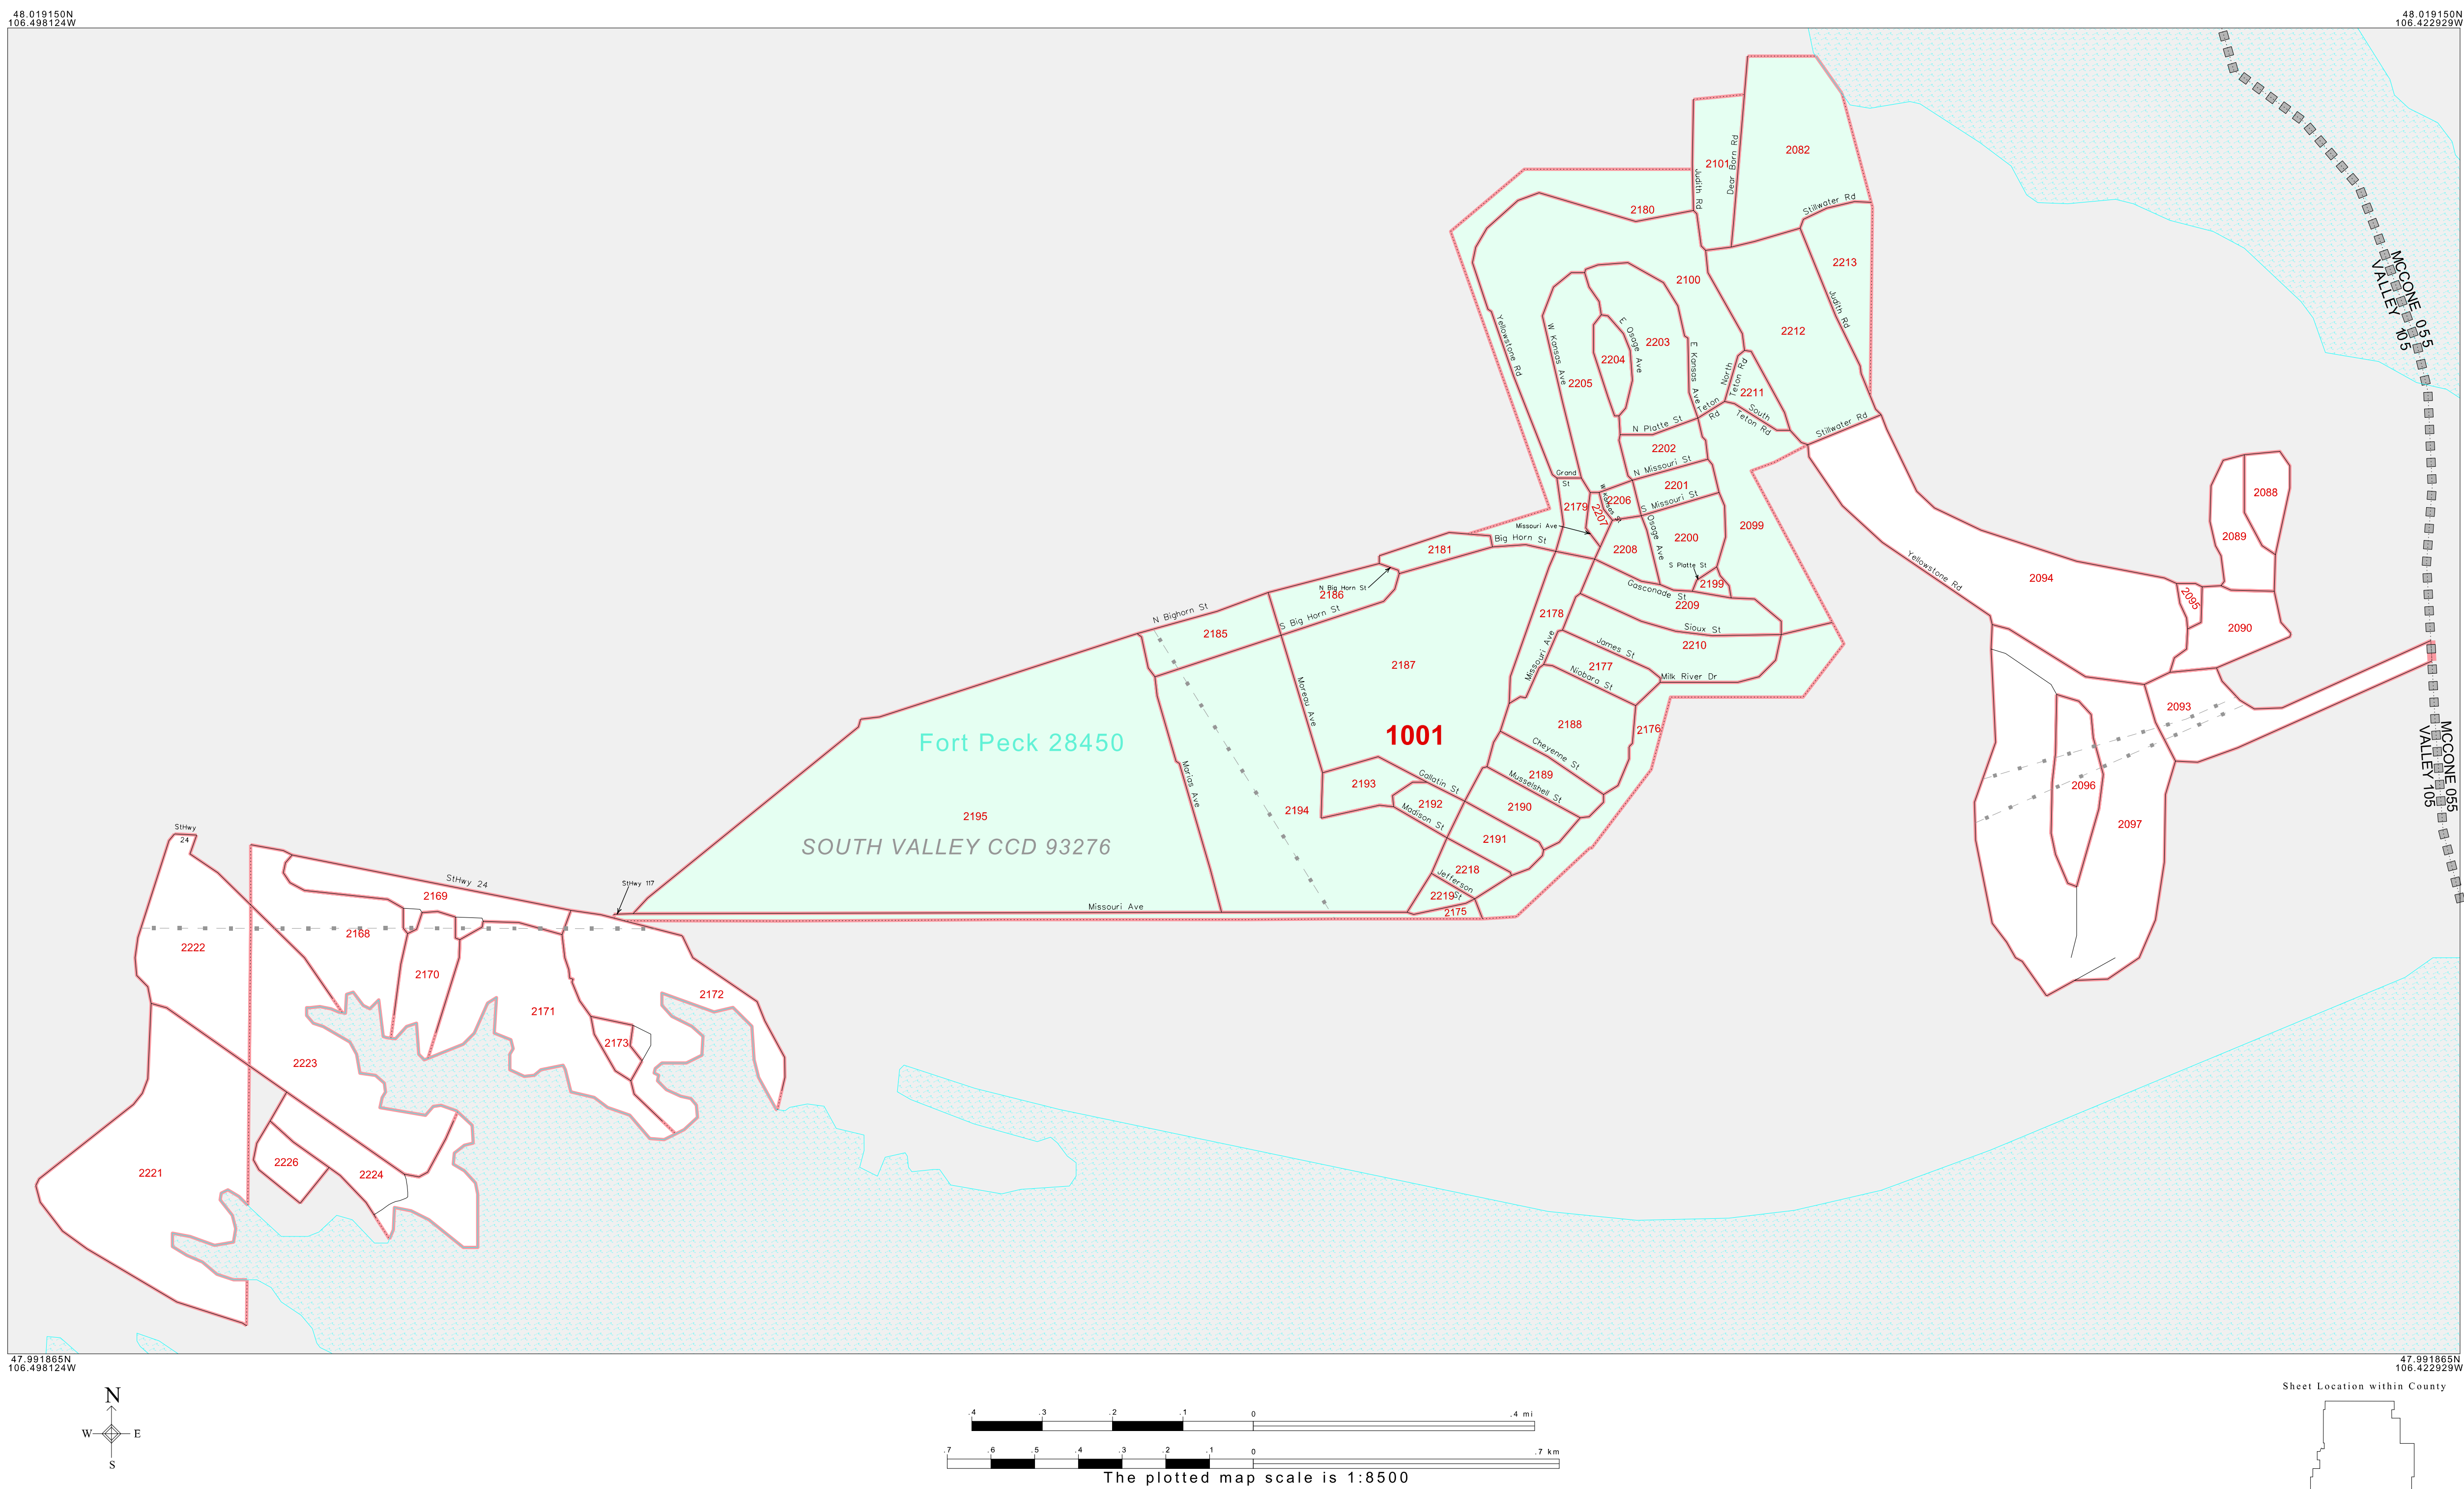 48.019150N
106.498124W
48.019150N
106.422929W
2101
Dear Born Rd
2082
Judith Rd
2180
Stillwater Rd
2213
2100
MCCONE 055
VALLEY 105
Judith Rd
Yellowstone Rd
W Kansas Ave
E Osage Ave
2203
2204
E Kansas Ave
2212
2205
North
Teton Rd
2211
Teton
Rd
South
Teton Rd
N Platte St
Stillwater Rd
2202
N Missouri St
Grand
St
2201
2206
W Kansas St
S Missouri St
2179
2207
Missouri Ave
2088
2099
2089
Big Horn St
2181
2208
S Osage Ave
2200
S Platte St
2199
N Big Horn St
2186
Gasconade St
2209
Yellowstone Rd
2094
2095
2090
N Bighorn St
S Big Horn St
2178
Sioux St
2185
2210
James St
Missouri Ave
2187
2177
Niobara St
Milk River Dr
Moreau Ave
2093
1001
2188
2176
Fort Peck 28450
Cheyenne St
MCCONE 055
VALLEY 105
Marias Ave
Gallatin St
2189
Musselshell St
2193
2192
2190
2096
2194
2195
Madison St
2097
StHwy
24
SOUTH VALLEY CCD 93276
2191
2218
Jefferson
St
2219
2175
StHwy 24
StHwy 117
2169
Missouri Ave
2168
2222
2170
2172
2171
2173
2223
2226
2224
2221
47.991865N
106.498124W
47.991865N
106.422929W
N
W
E
S
.4
.3
.2
.1
0
.4 mi
.7
.6
.5
.4
.3
.2
.1
0
.7 km
The plotted map scale is 1:8500
Sheet Location within County